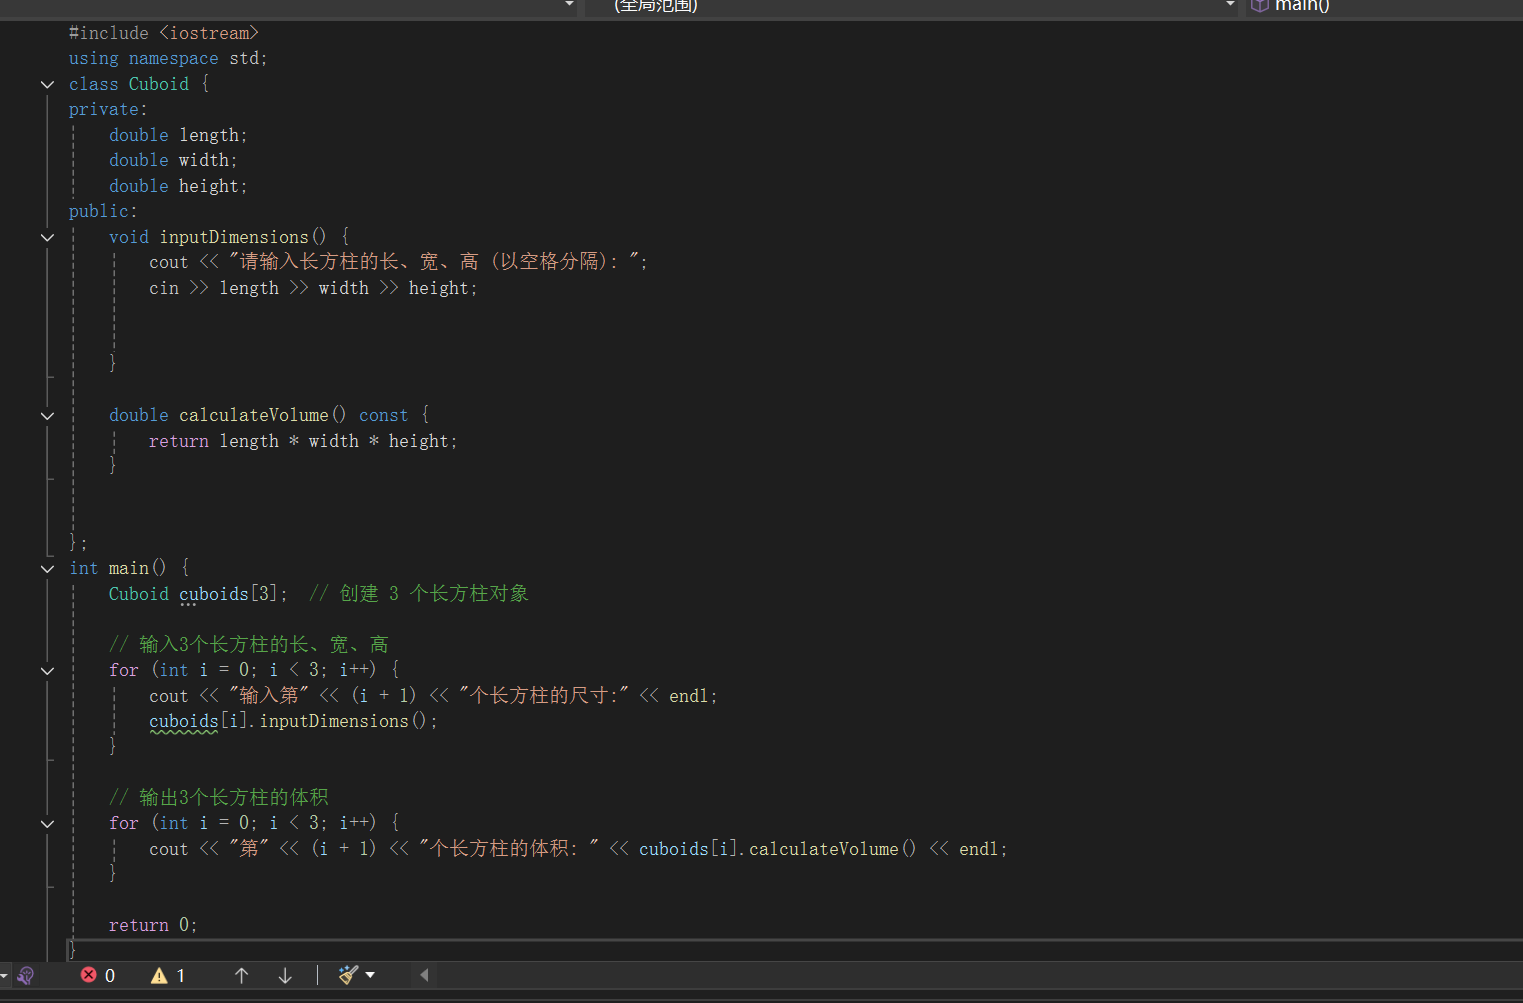 (全局范围) main()
#include <iostream>
using namespace std;
class Cuboid {
private:
    double length;
    double width;
    double height;
public:
    void inputDimensions() {
        cout << "请输入长方柱的长、宽、高 (以空格分隔): ";
        cin >> length >> width >> height;
    }
    double calculateVolume() const {
        return length * width * height;
    }
};
int main() {
    Cuboid cuboids[3];  // 创建 3 个长方柱对象
    // 输入3个长方柱的长、宽、高
    for (int i = 0; i < 3; i++) {
        cout << "输入第" << (i + 1) << "个长方柱的尺寸:" << endl;
        cuboids[i].inputDimensions();
    }
    // 输出3个长方柱的体积
    for (int i = 0; i < 3; i++) {
        cout << "第" << (i + 1) << "个长方柱的体积: " << cuboids[i].calculateVolume() << endl;
    }
    return 0;
}
0 1